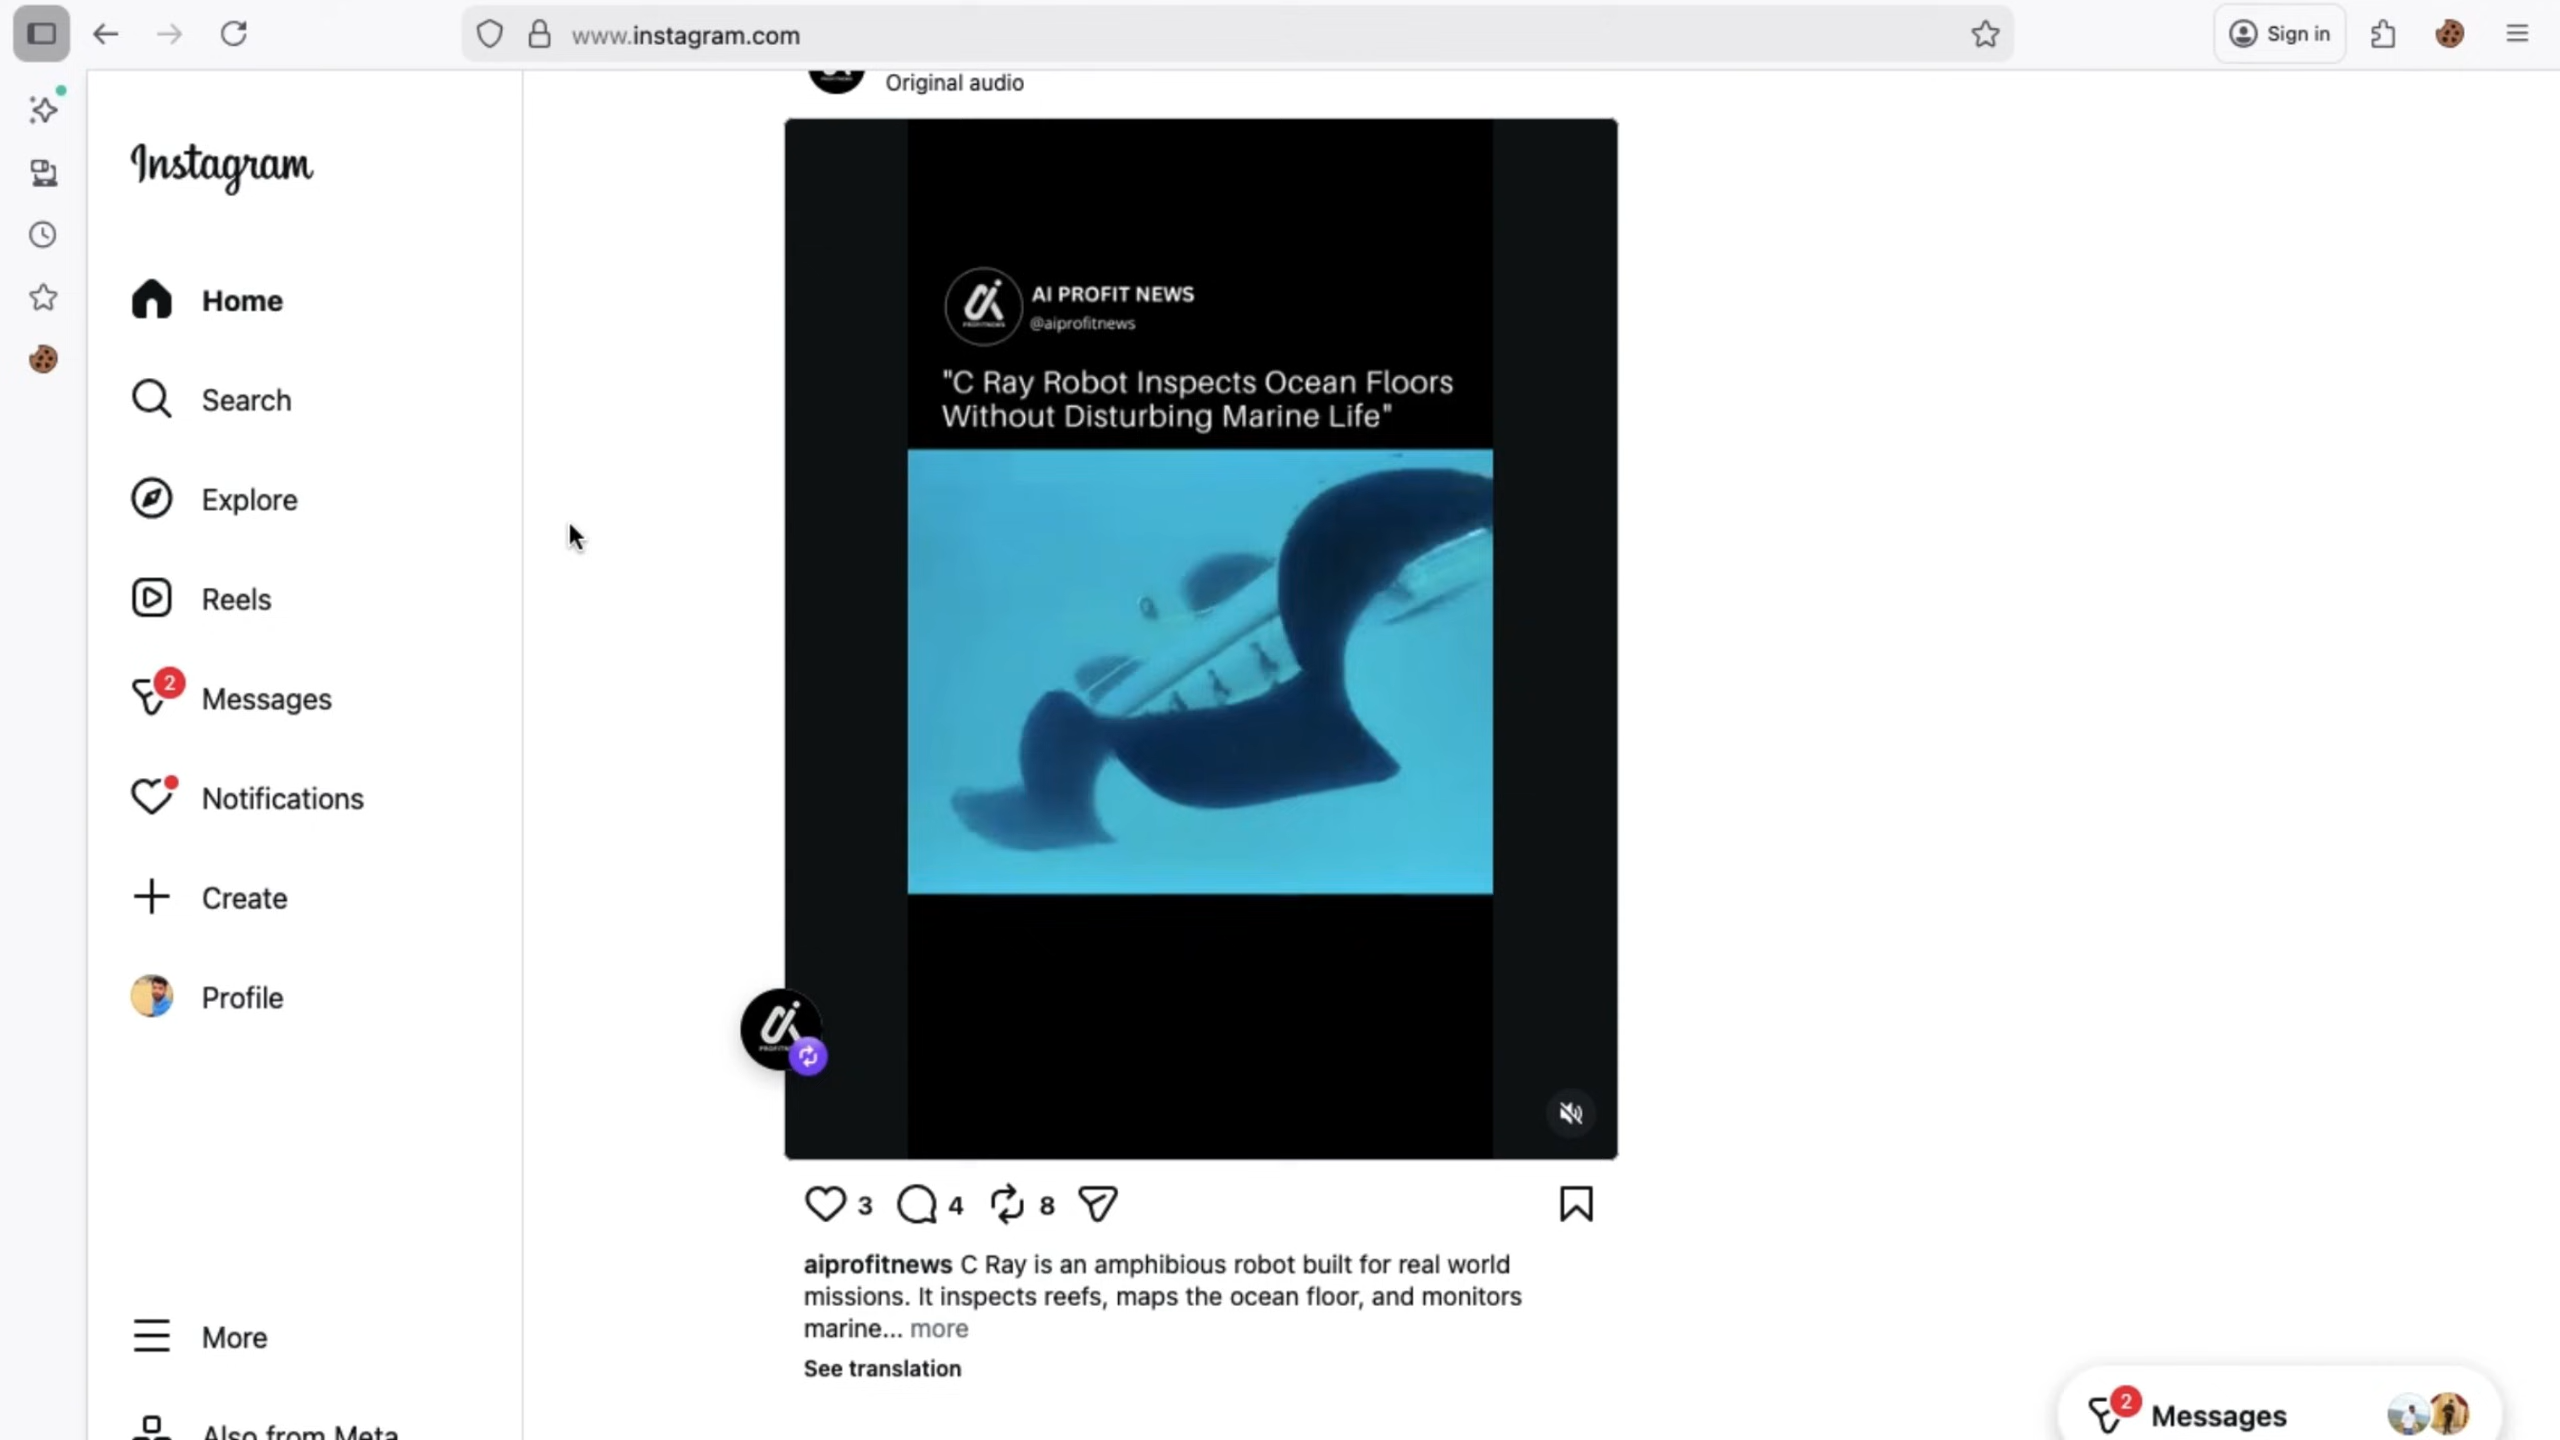 www.instagram.com
Sign in
Original audio
Instagram
Home
Search
Explore
Reels
2
Messages
Notifications
Create
Profile
More
Also from Meta
AI PROFIT NEWS
@aiprofitnews
"C Ray Robot Inspects Ocean Floors
Without Disturbing Marine Life"
3 4 8
aiprofitnews C Ray is an amphibious robot built for real world
missions. It inspects reefs, maps the ocean floor, and monitors
marine... more
See translation
2
Messages